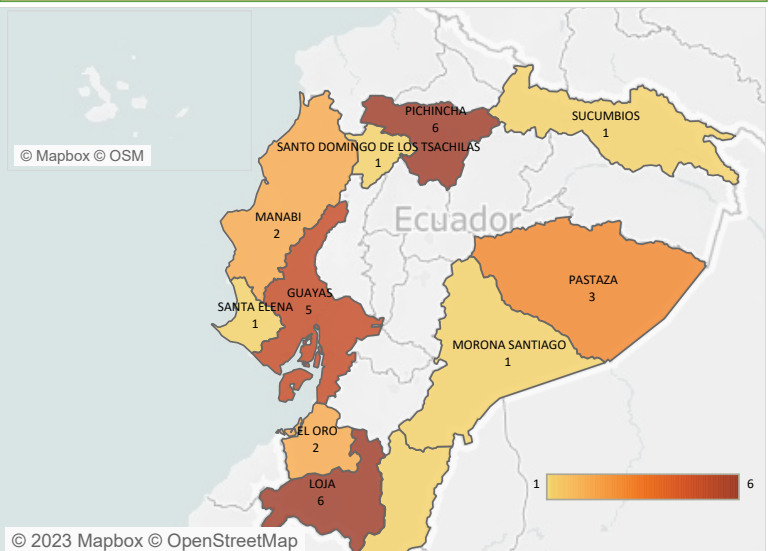 © Mapbox © OSM
PICHINCHA
6
SUCUMBIOS
1
SANTO DOMINGO DE LOS TSACHILAS
1
Ecuador
MANABI
2
PASTAZA
3
GUAYAS
5
SANTA ELENA
1
MORONA SANTIAGO
1
EL ORO
2
LOJA
6
1
6
© 2023 Mapbox © OpenStreetMap